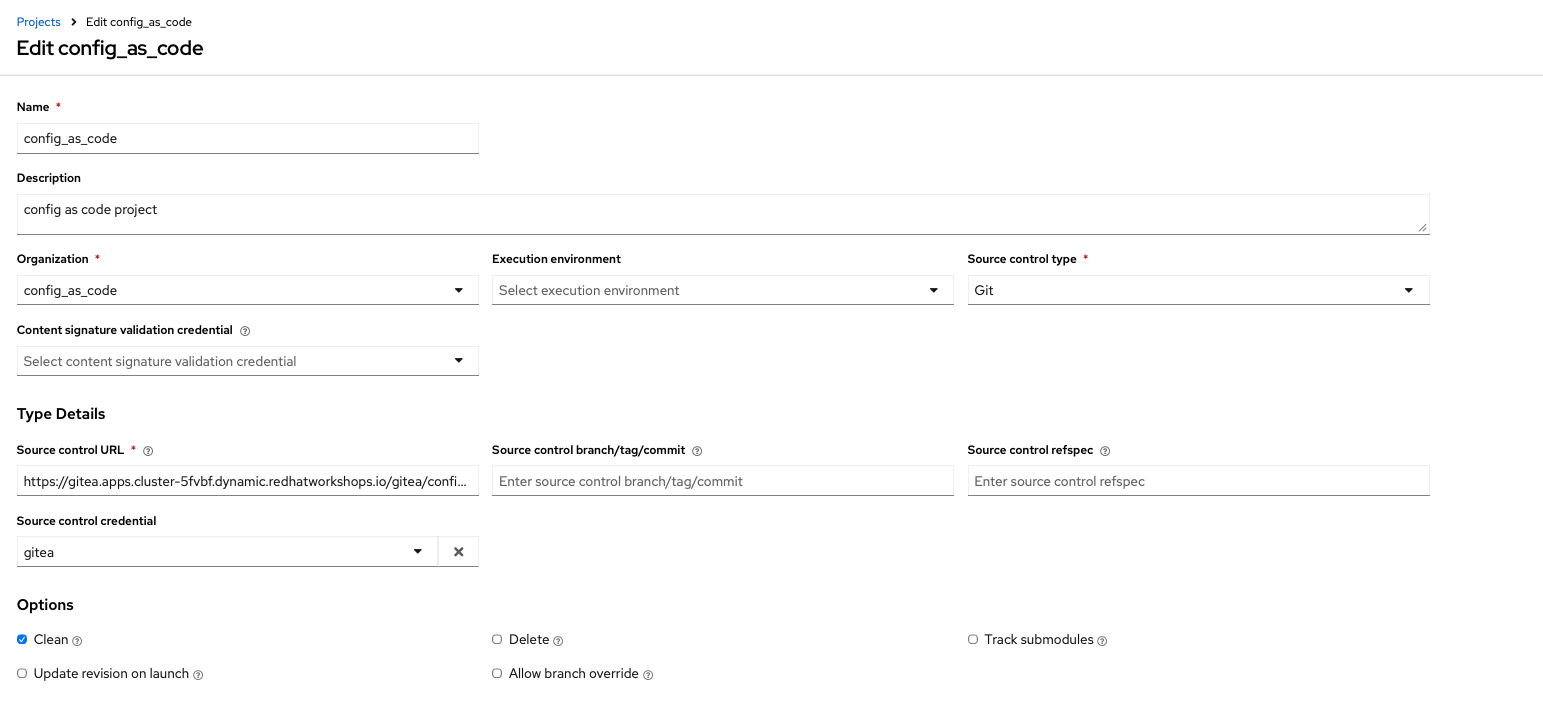 Projects > Edit config_as_code
Edit config_as_code
Name *
config_as_code
Description
config as code project
Organization * Execution environment Source control type *
config_as_code Select execution environment Git
Content signature validation credential
Select content signature validation credential
Type Details
Source control URL * Source control branch/tag/commit Source control refspec
https://gitea.apps.cluster-5fvbf.dynamic.redhatworkshops.io/gitea/confi... Enter source control branch/tag/commit Enter source control refspec
Source control credential
gitea
Options
Clean Delete Track submodules
Update revision on launch Allow branch override